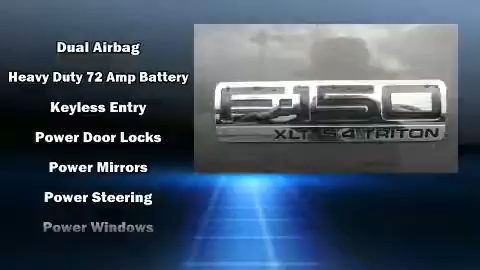 Dual Airbag
Heavy Duty 72 Amp Battery
Keyless Entry
Power Door Locks
Power Mirrors
Power Steering
Power Windows
F-150
XLT 5.4 TRITON